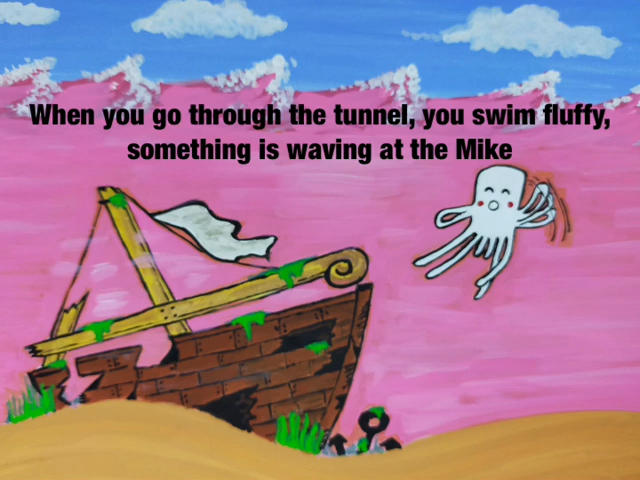 When you go through the tunnel, you swim fluffy,
something is waving at the Mike